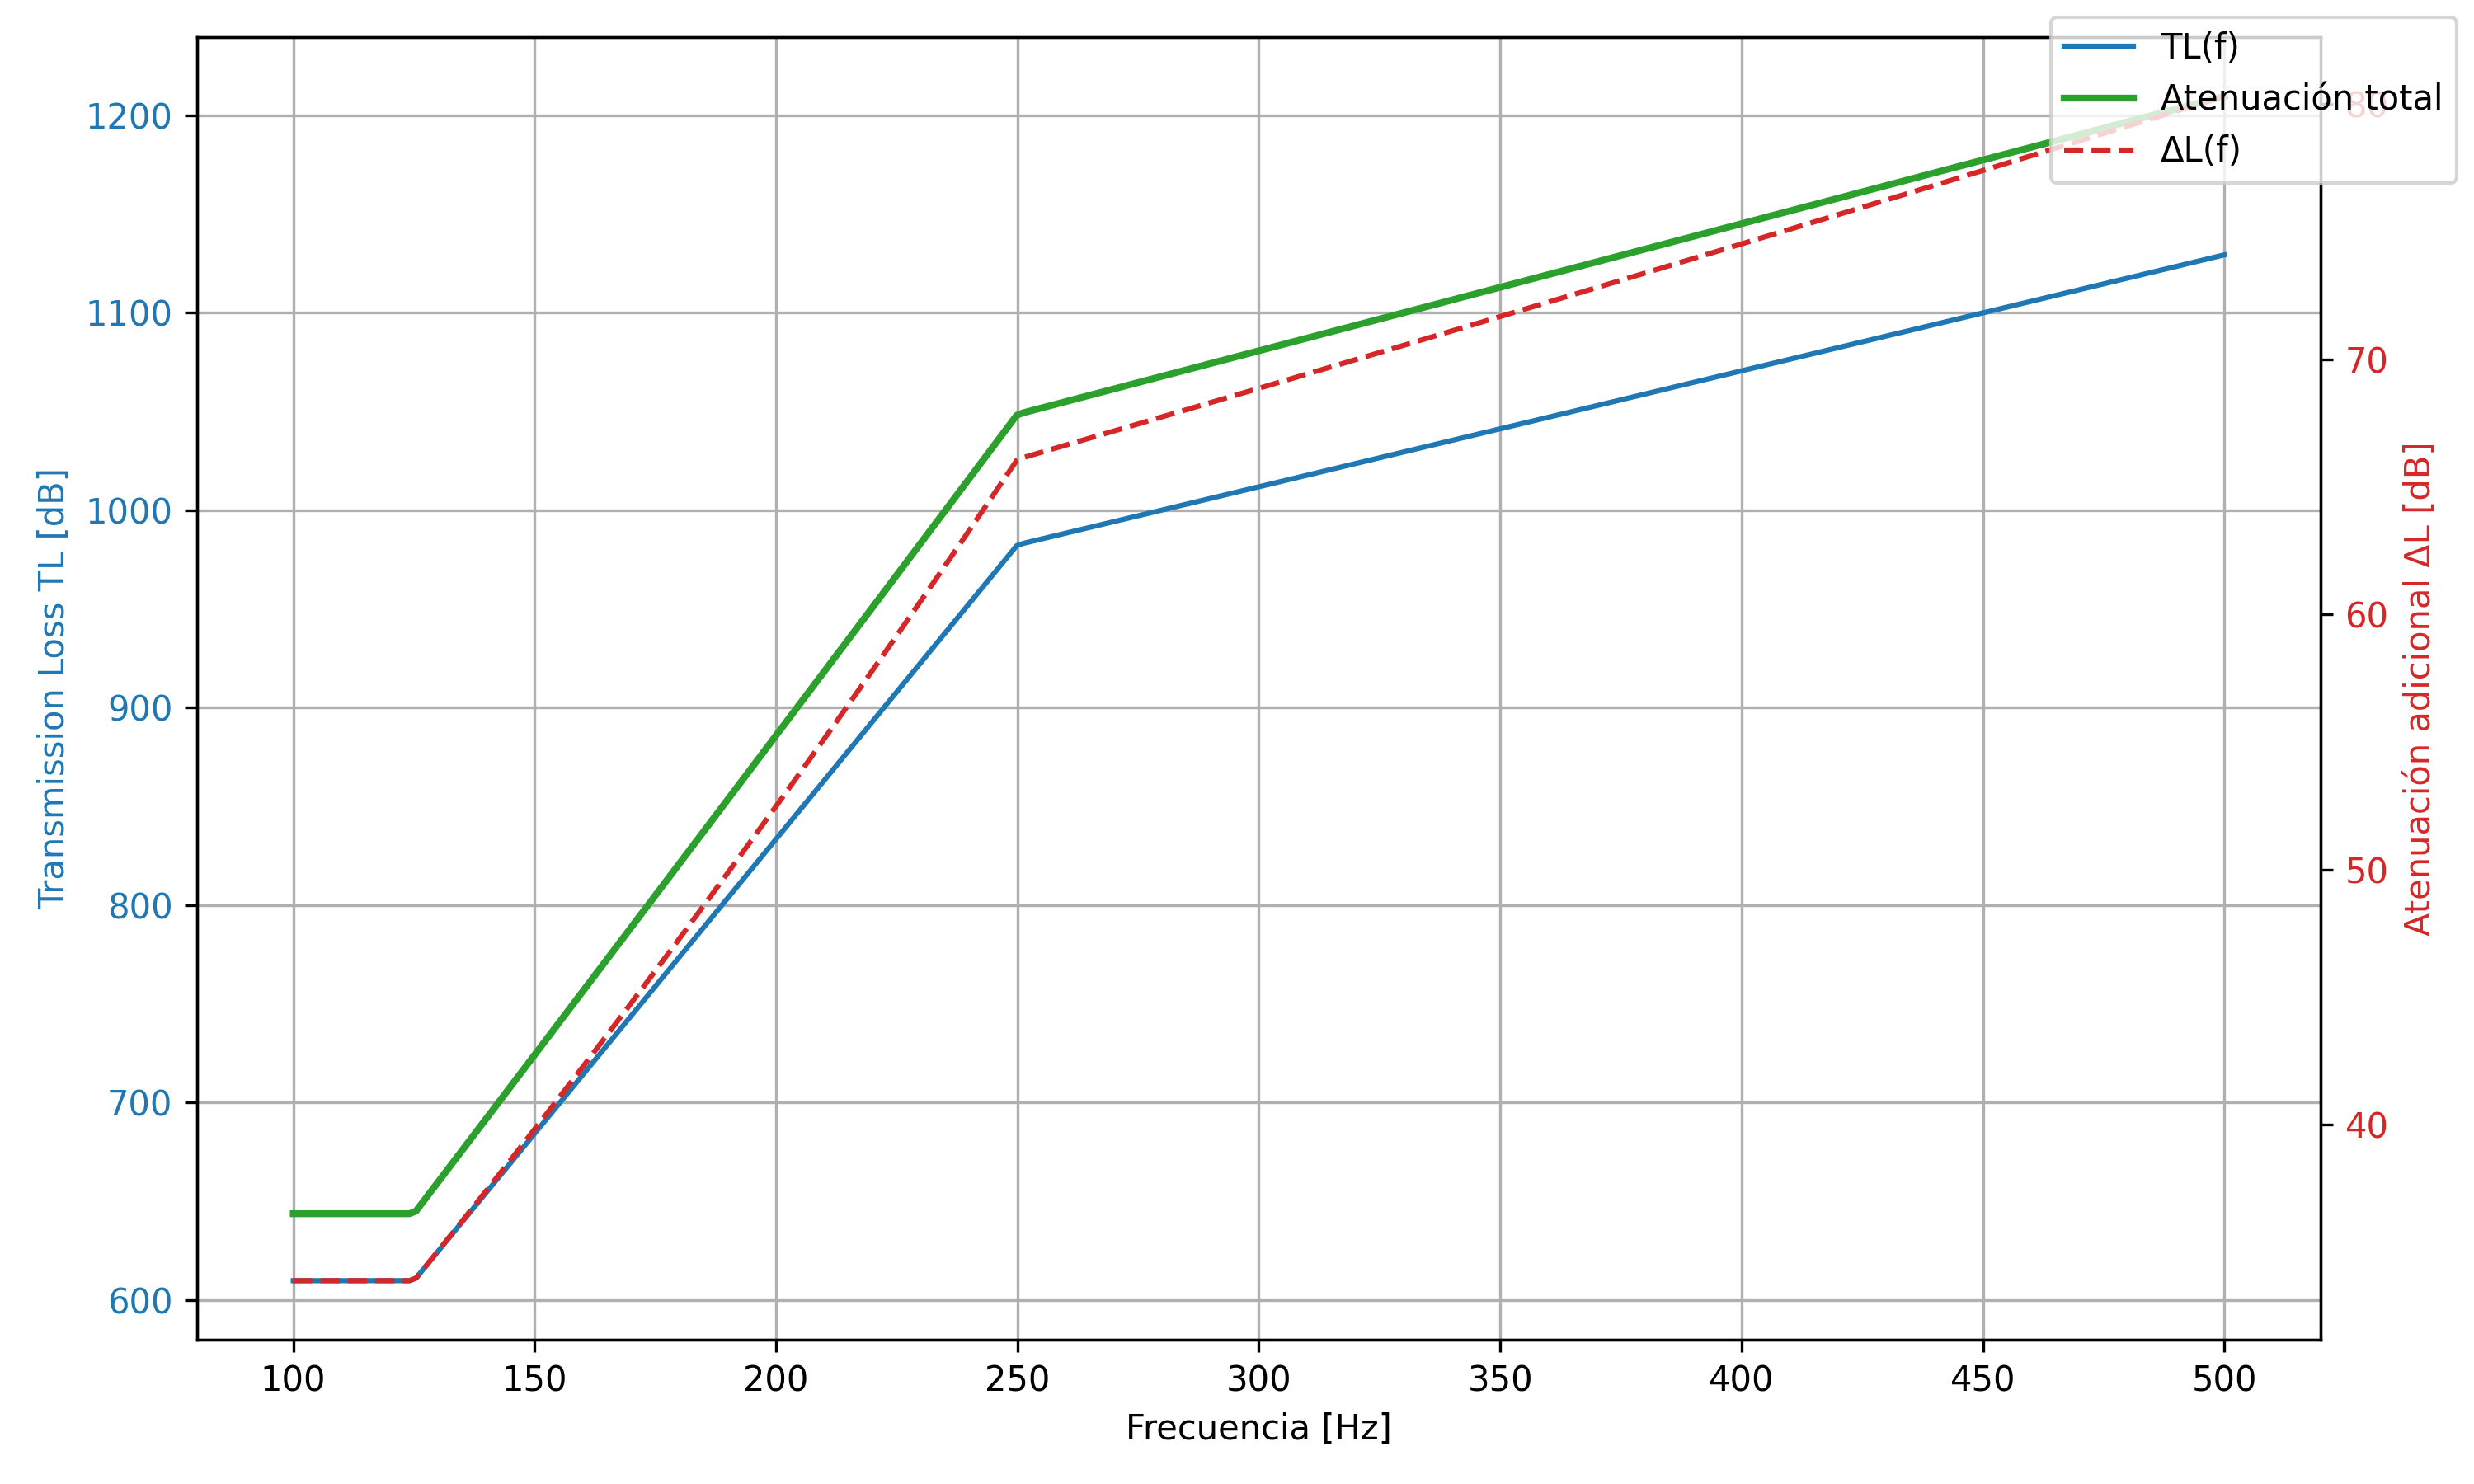 TL(f)
Atenuación total
ΔL(f)
1200
1100
1000
900
800
700
600
Transmission Loss TL [dB]
80
70
60
50
40
Atenuación adicional ΔL [dB]
100 150 200 250 300 350 400 450 500
Frecuencia [Hz]